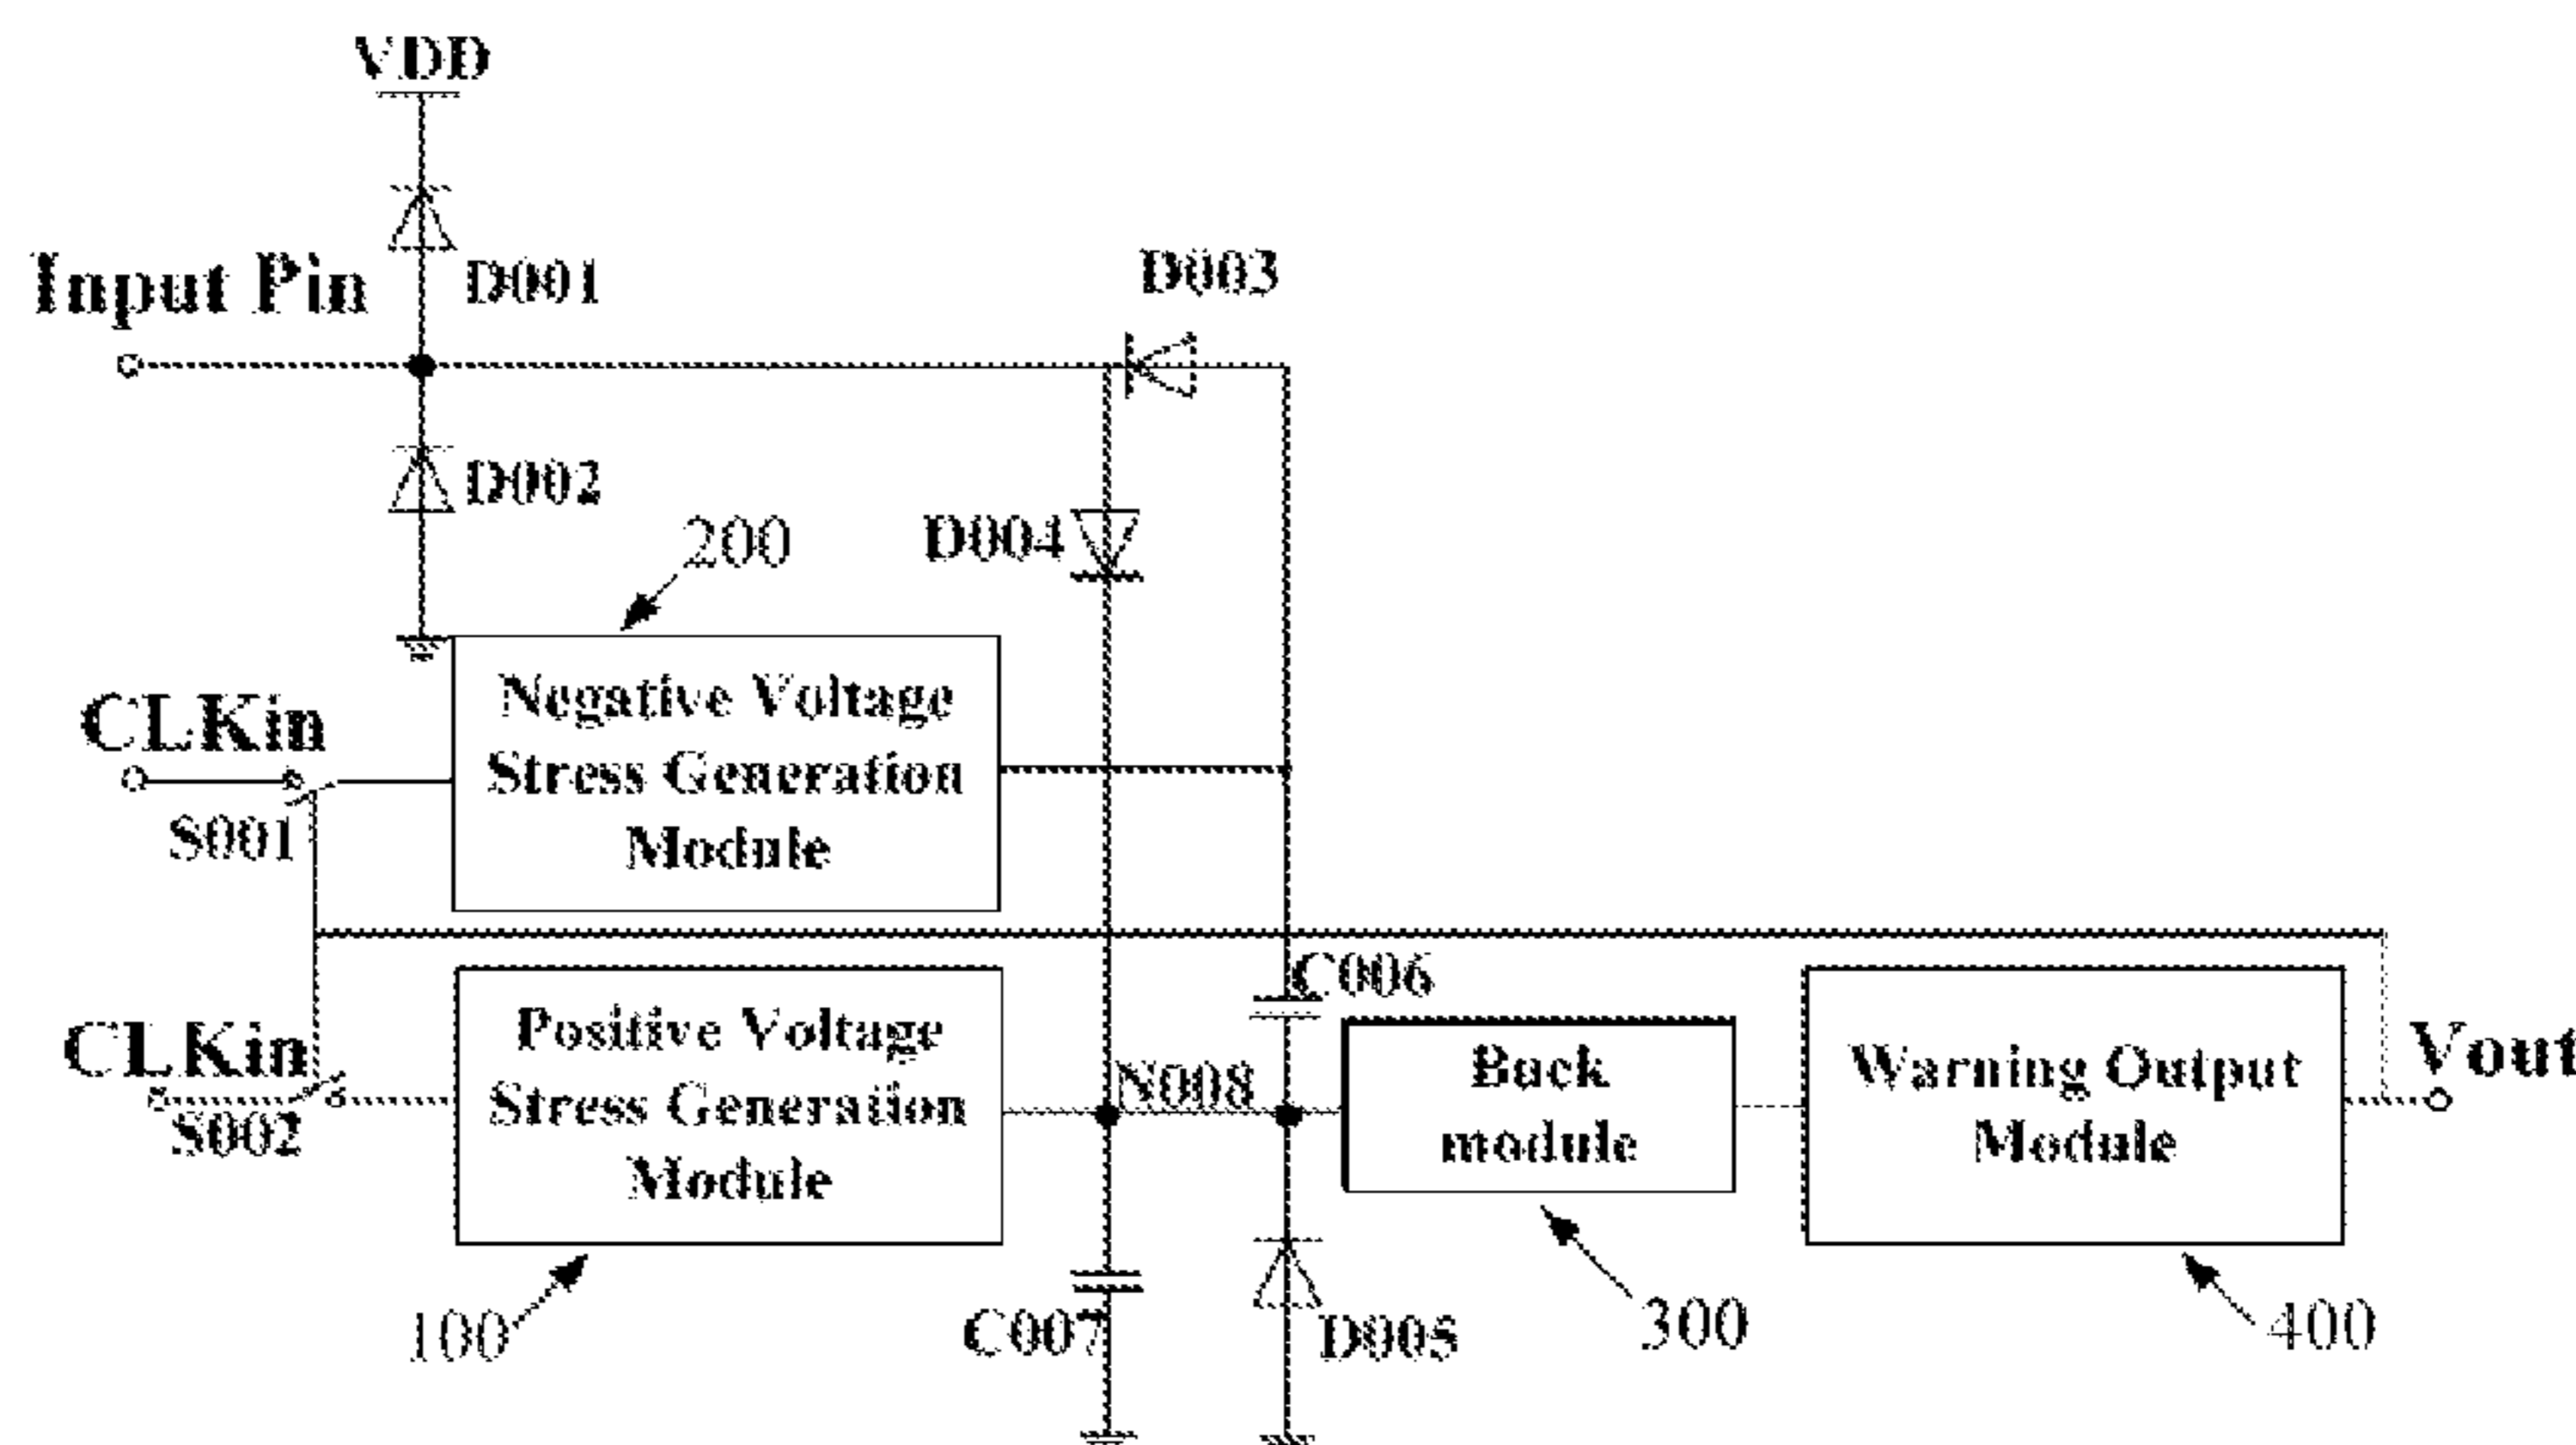 VDD
Input Pin
D001
D003
D002
200
D004
Negative Voltage
Stress Generation
Module
CLKin
S001
C006
Positive Voltage
Stress Generation
Module
CLKin
S002
N008
Buck
module
Warning Output
Module
Vout
100
C007
D005
300
400